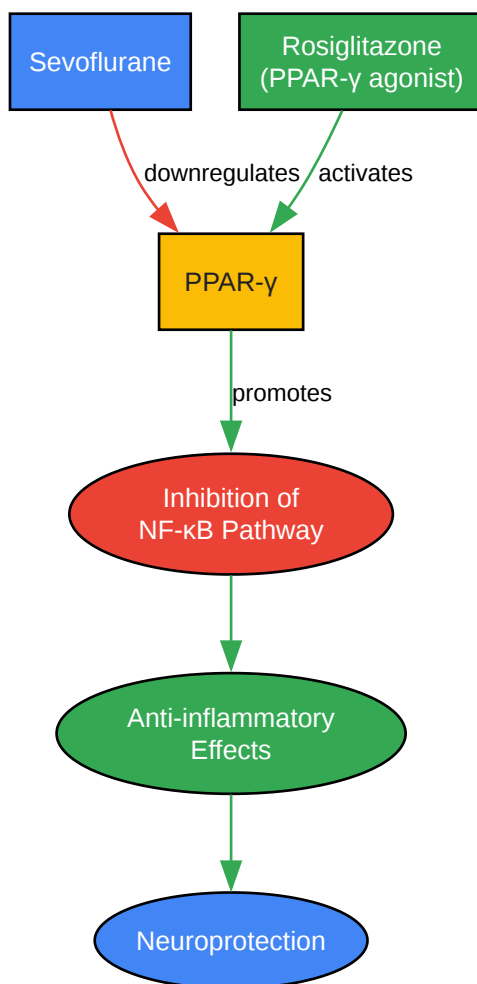 Sevoflurane
Rosiglitazone
(PPAR-γ agonist)
downregulates
activates
PPAR-γ
promotes
Inhibition of
NF-κB Pathway
Anti-inflammatory
Effects
Neuroprotection